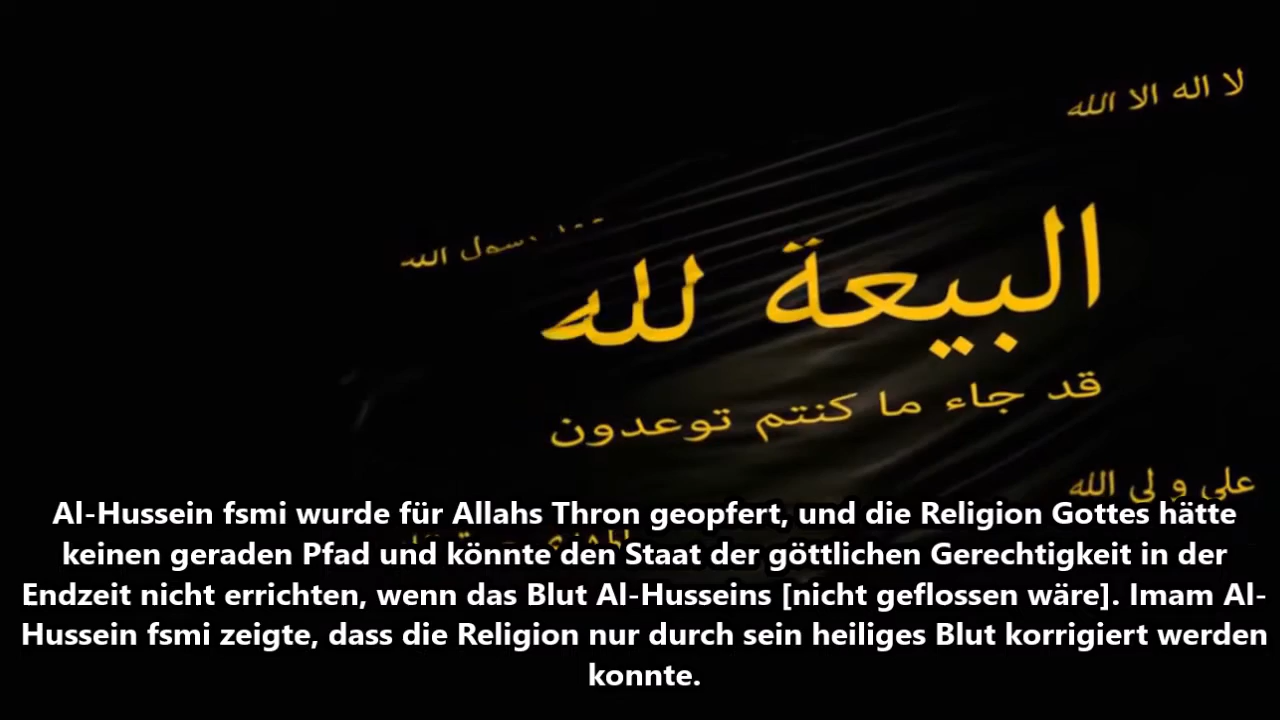 لا اله الا الله
رسول الله
البيعة لله
قد جاء ما كنتم توعدون
علي و لي الله
Al-Hussein fsmi wurde für Allahs Thron geopfert, und die Religion Gottes hätte
keinen geraden Pfad und könnte den Staat der göttlichen Gerechtigkeit in der
Endzeit nicht errichten, wenn das Blut Al-Husseins [nicht geflossen wäre]. Imam Al-
Hussein fsmi zeigte, dass die Religion nur durch sein heiliges Blut korrigiert werden
konnte.